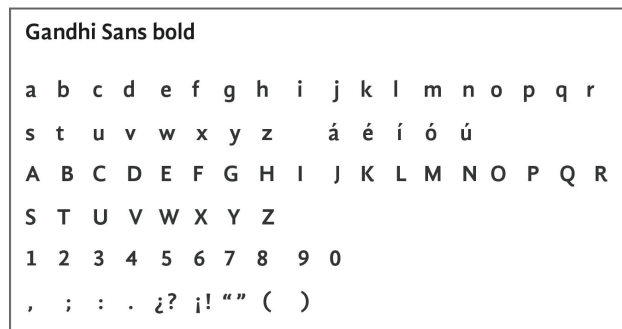 Gandhi Sans bold
a b c d e f g h i j k l m n o p q r
s t u v w x y z á é í ó ú
A B C D E F G H I J K L M N O P Q R
S T U V W X Y Z
1 2 3 4 5 6 7 8 9 0
, ; : . ¿? ¡! “ ” ( )